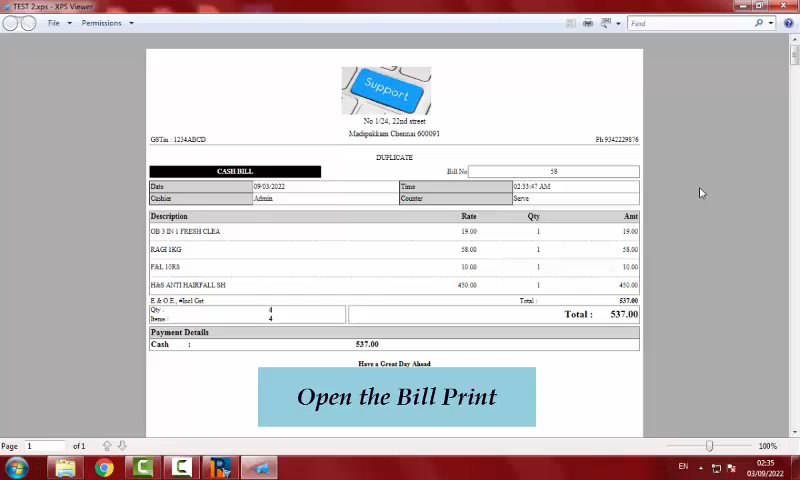 TEST 2.xps - XPS Viewer
File Permissions Find
Support
No 1/24, 22nd street
Madipakkam Chennai 600091
GSTin : 1234ABCD Ph 9342229876
DUPLICATE
CASH BILL Bill No 58
Date 09/03/2022 Time 02:33:47 AM
Cashier Admin Counter Serve
Description Rate Qty Amt
OB 3 IN 1 FRESH CLEA 19.00 1 19.00
RAGI 1KG 58.00 1 58.00
F&L 10RS 10.00 1 10.00
H&S ANTI HAIRFALL SH 450.00 1 450.00
E & O.E., #Incl Gst Total : 537.00
Qty : 4
Items : 4
Total : 537.00
Payment Details
Cash : 537.00
Have a Great Day Ahead
Open the Bill Print
Page 1 of 1 100%
EN 02:35
03/09/2022